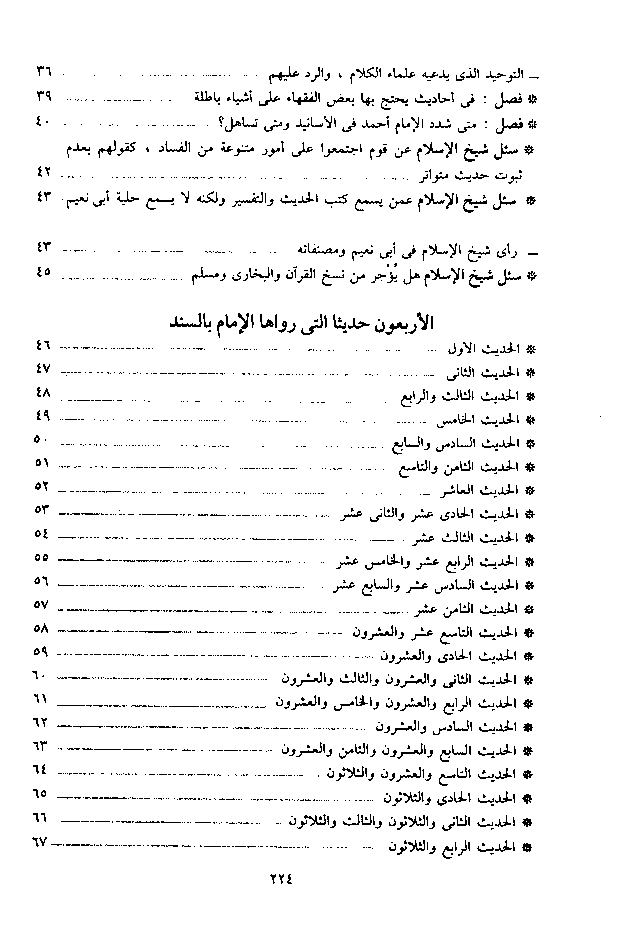 ـ التوحيد الذى يدعيه علماء الكلام ، والرد عليهم ٣٦
* فصل : فى أحاديث يحتج بها بعض الفقهاء على أشياء باطلة ٣٩
* فصل : متى شدد الإمام أحمد فى الأسانيد ومتى تساهل؟ ٤٠
* سئل شيخ الإسلام عن قوم اجتمعوا على أمور متنوعة من الفساد ، كقولهم بعدم
ثبوت حديث متواتر ٤٢
* سئل شيخ الإسلام عمن يسمع كتب الحديث والتفسير ولكنه لا يسمع حلية أبى نعيم ٤٣
ـ رأى شيخ الإسلام فى أبى نعيم ومصنفاته ٤٣
* سئل شيخ الإسلام هل يُؤْجر من نسخ القرآن والبخارى ومسلم ٤٥
الأربعون حديثا التى رواها الإمام بالسند
* الحديث الأول ٤٦
* الحديث الثانى ٤٧
* الحديث الثالث والرابع ٤٨
* الحديث الخامس ٤٩
* الحديث السادس والسابع ٥٠
* الحديث الثامن والتاسع ٥١
* الحديث العاشر ٥٢
* الحديث الحادى عشر والثانى عشر ٥٣
* الحديث الثالث عشر ٥٤
* الحديث الرابع عشر والخامس عشر ٥٥
* الحديث السادس عشر والسابع عشر ٥٦
* الحديث الثامن عشر ٥٧
* الحديث التاسع عشر والعشرون ٥٨
* الحديث الحادى والعشرون ٥٩
* الحديث الثانى والعشرون والثالث والعشرون ٦٠
* الحديث الرابع والعشرون والخامس والعشرون ٦١
* الحديث السادس والعشرون ٦٢
* الحديث السابع والعشرون والثامن والعشرون ٦٣
* الحديث التاسع والعشرون والثلاثون ٦٤
* الحديث الحادى والثلاثون ٦٥
* الحديث الثانى والثلاثون والثالث والثلاثون ٦٦
* الحديث الرابع والثلاثون ٦٧
٢٢٤